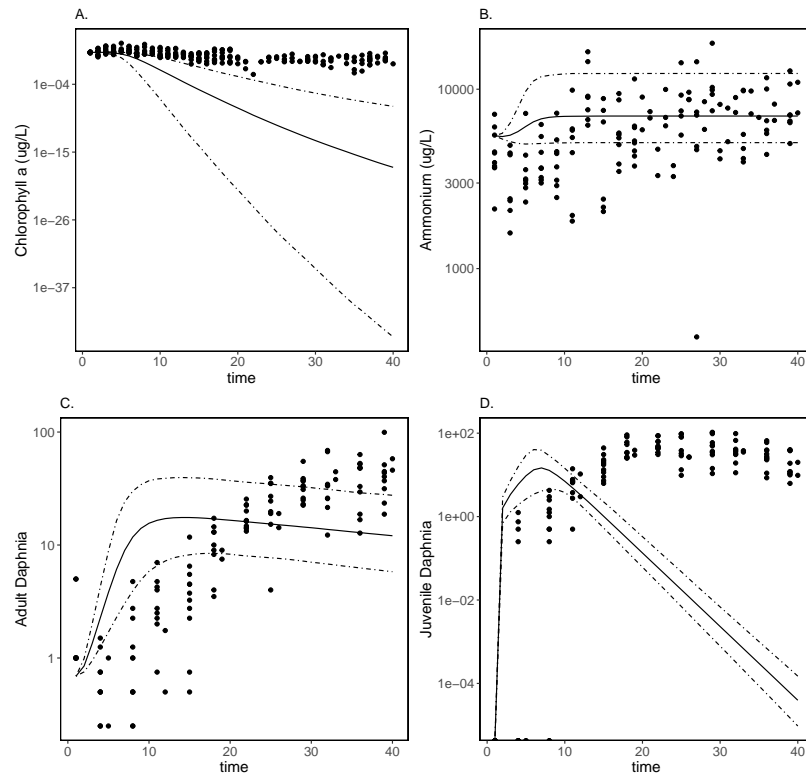 A.
Chlorophyll a (ug/L)
1e-04
1e-15
1e-26
1e-37
0
10
20
30
40
time
B.
Ammonium (ug/L)
10000
3000
1000
0
10
20
30
40
time
C.
Adult Daphnia
100
10
1
0
10
20
30
40
time
D.
Juvenile Daphnia
1e+02
1e+00
1e-02
1e-04
0
10
20
30
40
time